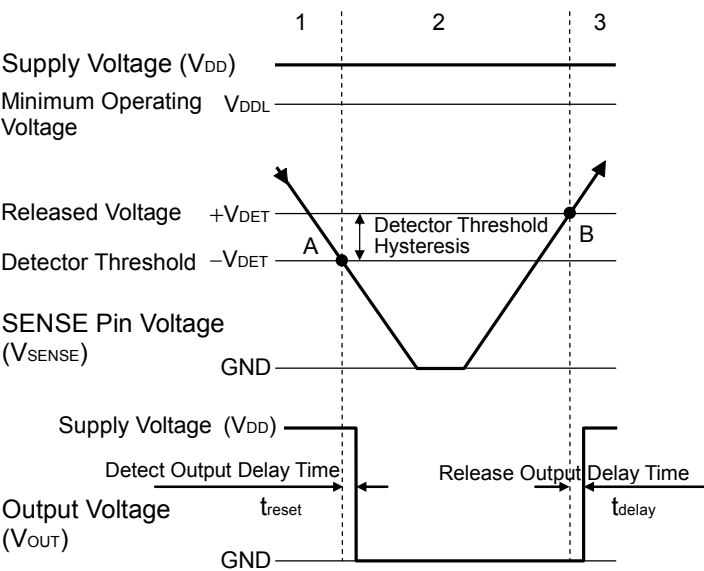 1 2 3
Supply Voltage (VDD)
Minimum Operating VDDL
Voltage
Released Voltage +VDET
Detector Threshold
Hysteresis
A
B
Detector Threshold −VDET
SENSE Pin Voltage
(VSENSE)
GND
Supply Voltage (VDD)
Detect Output Delay Time
Release Output Delay Time
treset
tdelay
Output Voltage
(VOUT)
GND